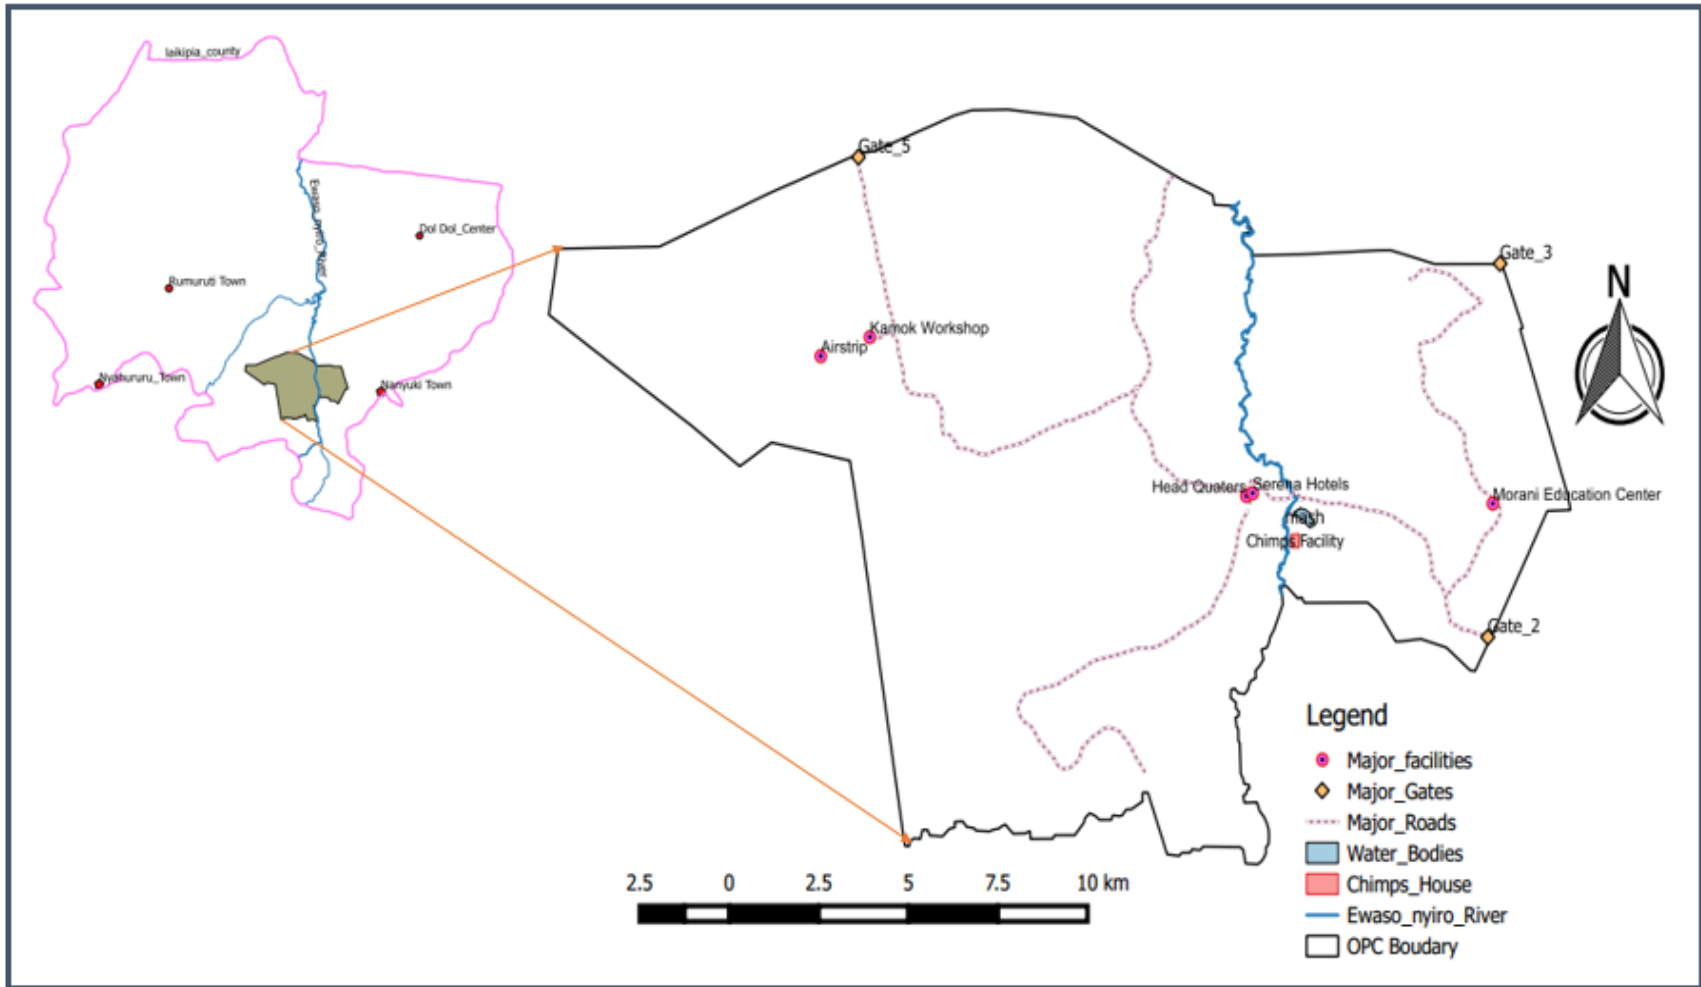 laikipia_county
Ewaso_nyiro_River
Dol Dol_Center
Rumuruti Town
Nyahururu_Town
Nanyuki Town
Gate_5
Gate_3
N
Kamok Workshop
Airstrip
Head Quaters
Serena Hotels
Morani Education Center
Chimps Facility
Gate_2
Legend
Major_facilities
Major_Gates
Major_Roads
Water_Bodies
Chimps_House
Ewaso_nyiro_River
OPC Boudary
2.5 0 2.5 5 7.5 10 km